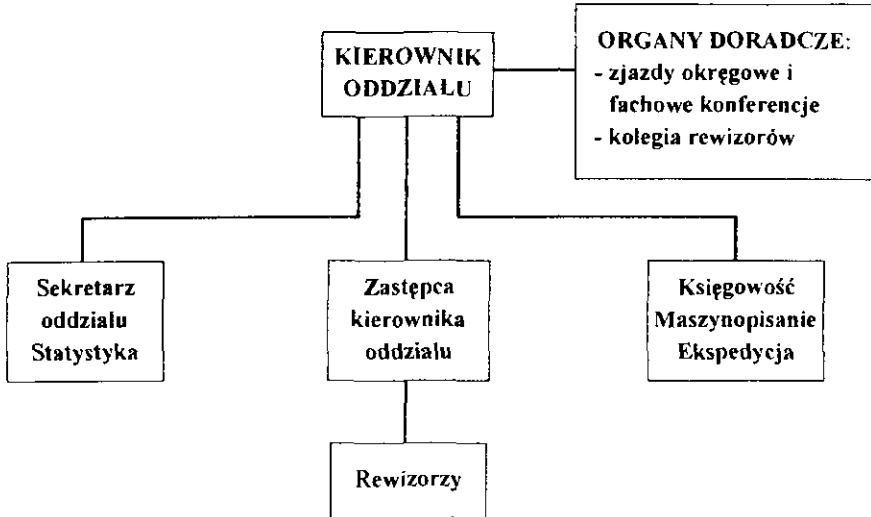 KIEROWNIK
ODDZIAŁU
ORGANY DORADCZE:
- zjazdy okręgowe i
fachowe konferencje
- kolegia rewizorów
Sekretarz
oddziału
Statystyka
Zastępca
kierownika
oddziału
Księgowość
Maszynopisanie
Ekspedycja
Rewizorzy